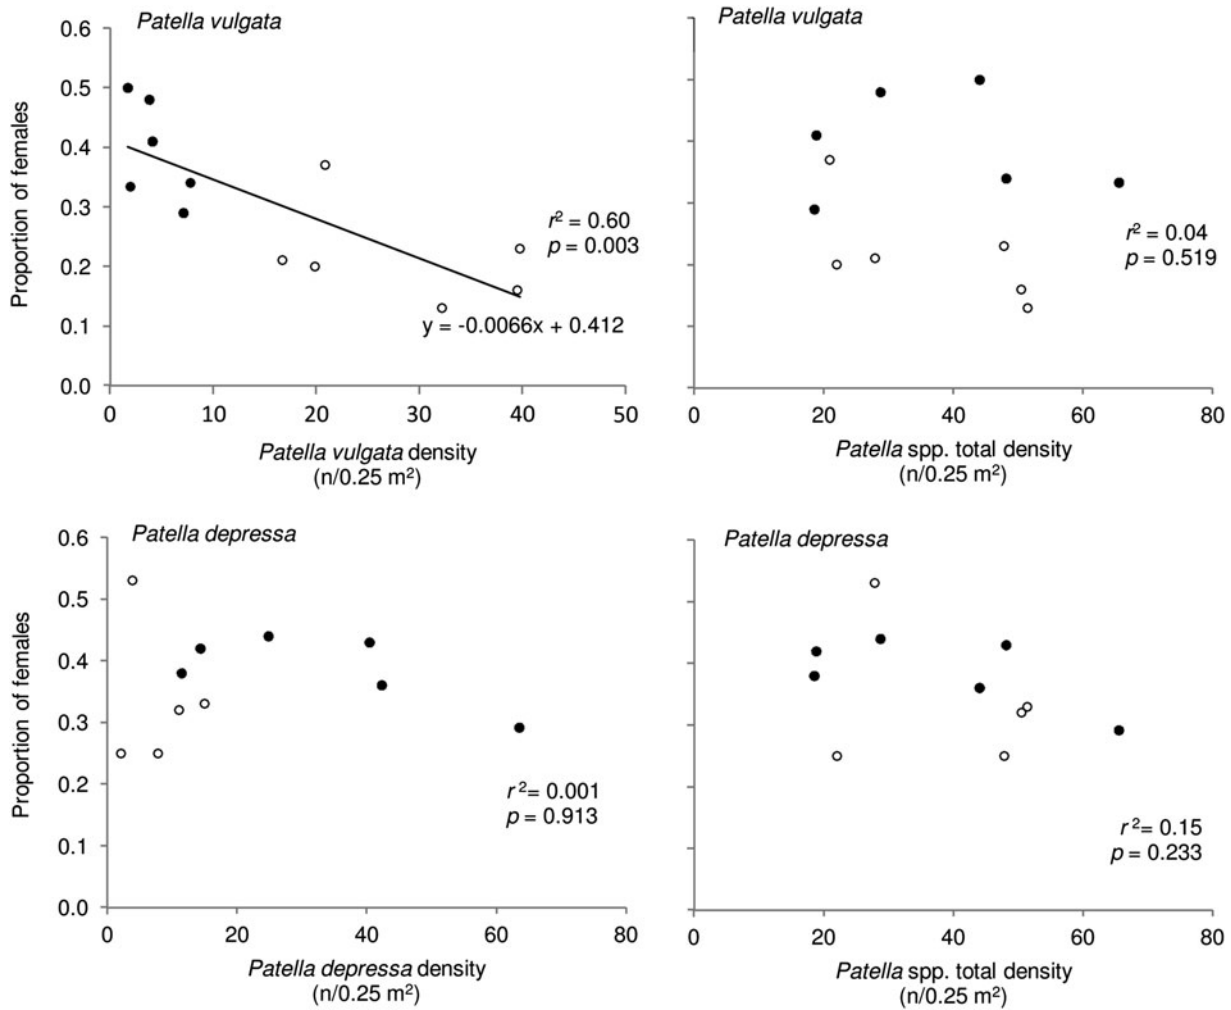 Patella vulgata
0.6
0.5
0.4
0.3
0.2
0.1
0.0
Proportion of females
r² = 0.60
p = 0.003
y = -0.0066x + 0.412
0 10 20 30 40 50
Patella vulgata density
(n/0.25 m²)
Patella vulgata
r² = 0.04
p = 0.519
0 20 40 60 80
Patella spp. total density
(n/0.25 m²)
Patella depressa
0.6
0.5
0.4
0.3
0.2
0.1
0.0
Proportion of females
r ²= 0.001
p = 0.913
0 20 40 60 80
Patella depressa density
(n/0.25 m²)
Patella depressa
r ²= 0.15
p = 0.233
0 20 40 60 80
Patella spp. total density
(n/0.25 m²)